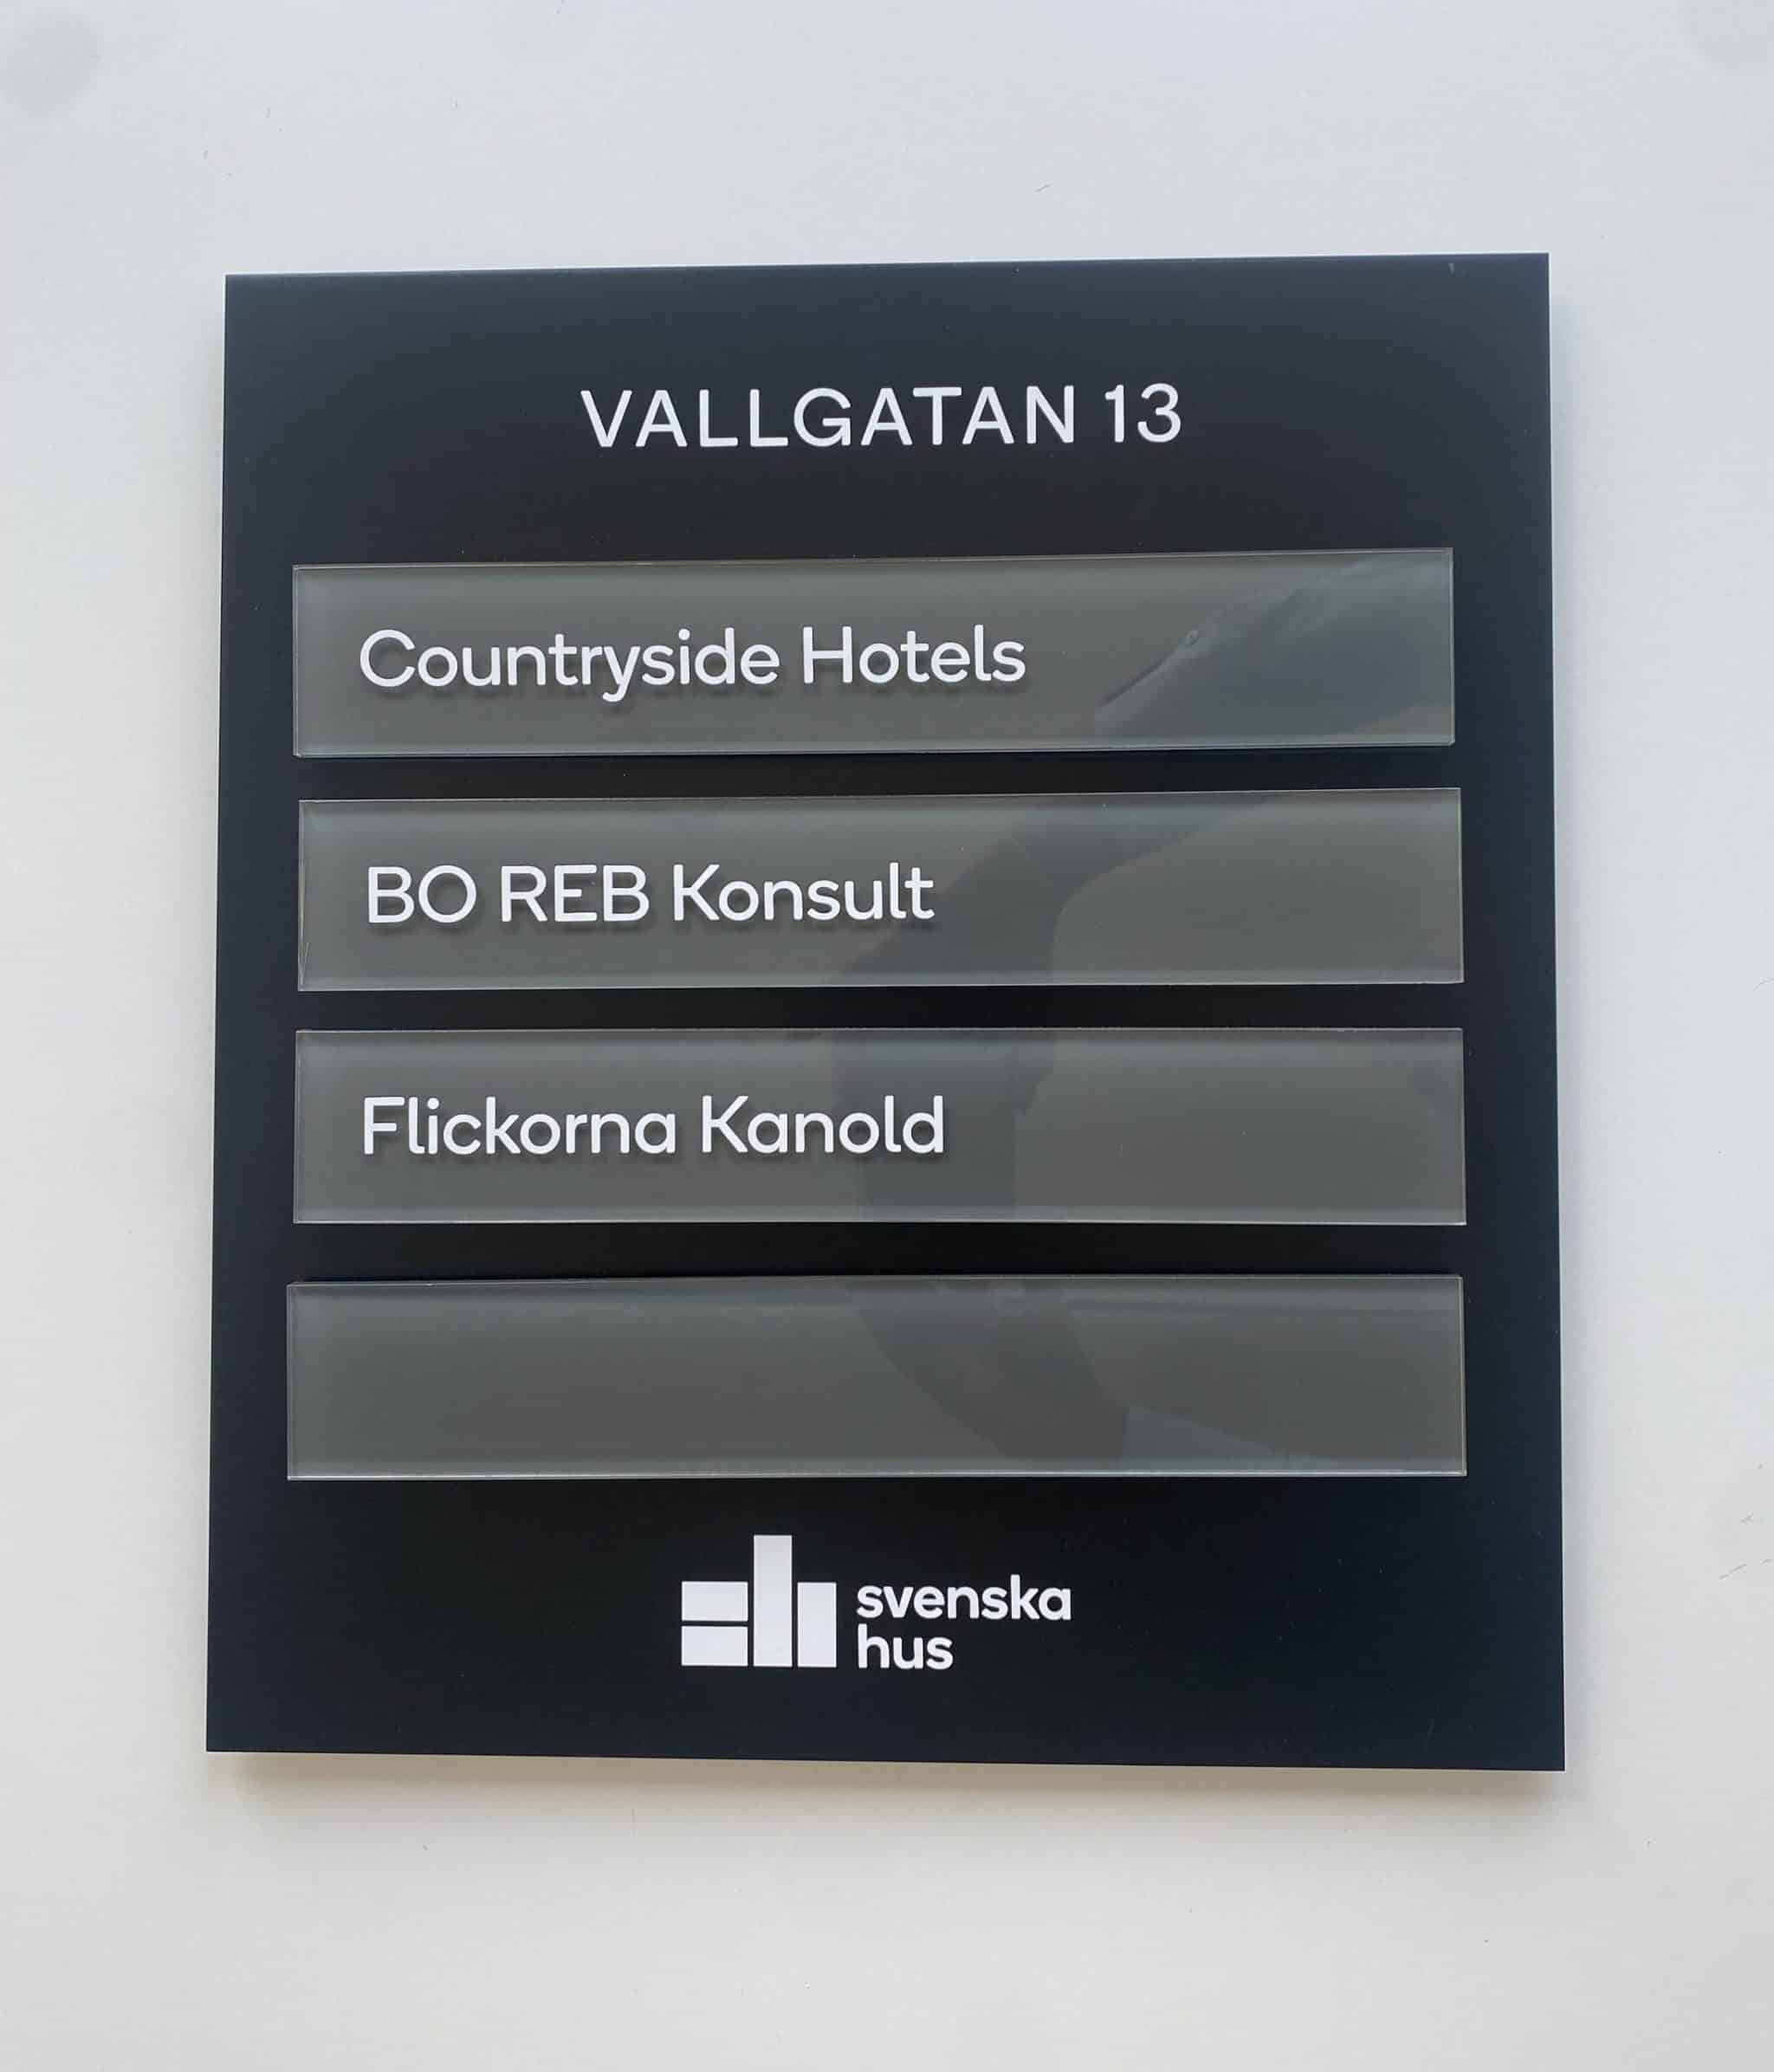 VALLGATAN 13
Countryside Hotels
BO REB Konsult
Flickorna Kanold
svenska
hus